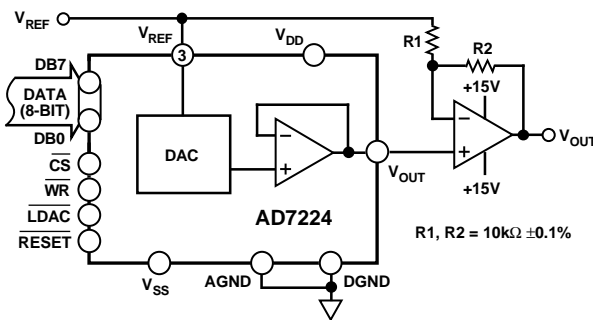 VREF
R1
R2
VREF
VDD
DB7
3
+15V
DATA
(8-BIT)
DB0
DAC
−
+
−
+
VOUT
CS
VOUT
+15V
WR
LDAC
AD7224
R1, R2 = 10kΩ ±0.1%
RESET
VSS
AGND
DGND